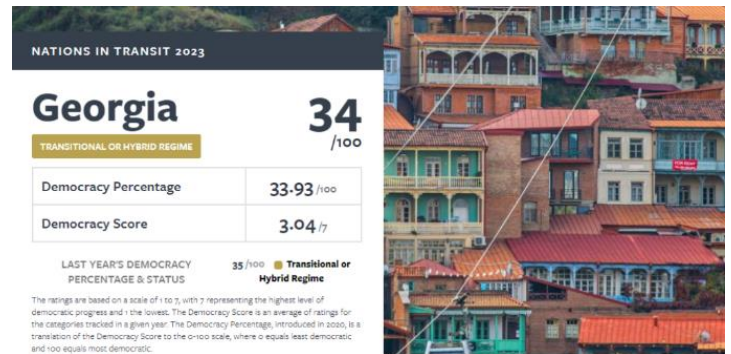 NATIONS IN TRANSIT 2023
Georgia
34
/100
TRANSITIONAL OR HYBRID REGIME
Democracy Percentage 33.93 /100
Democracy Score 3.04 /7
LAST YEAR'S DEMOCRACY
PERCENTAGE & STATUS
35 /100 Transitional or
Hybrid Regime
The ratings are based on a scale of 1 to 7, with 7 representing the highest level of
democratic progress and 1 the lowest. The Democracy Score is an average of ratings for
the categories tracked in a given year. The Democracy Percentage, introduced in 2020, is a
translation of the Democracy Score to the 0-100 scale, where 0 equals least democratic
and 100 equals most democratic.